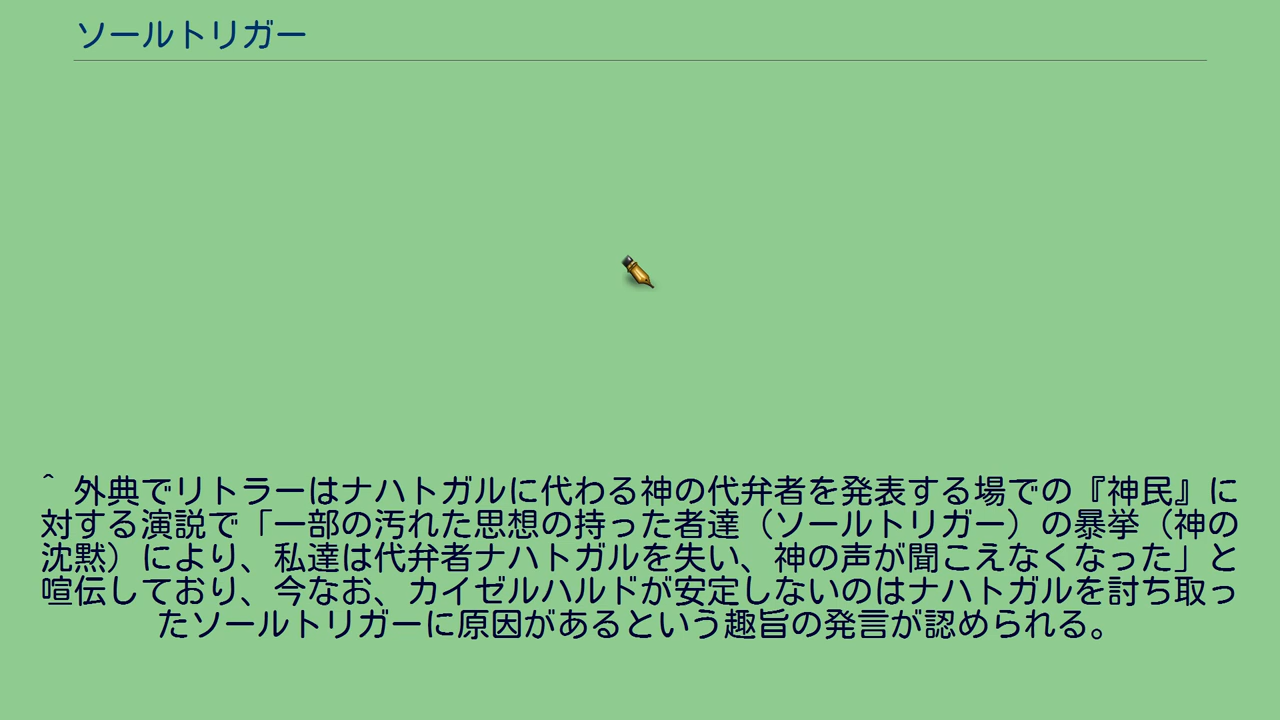 ソールトリガー
^ 外典でリトラーはナハトガルに代わる神の代弁者を発表する場での『神民』に
対する演説で「一部の汚れた思想の持った者達（ソールトリガー）の暴挙（神の
沈黙）により、私達は代弁者ナハトガルを失い、神の声が聞こえなくなった」と
喧伝しており、今なお、カイゼルハルドが安定しないのはナハトガルを討ち取っ
たソールトリガーに原因があるという趣旨の発言が認められる。